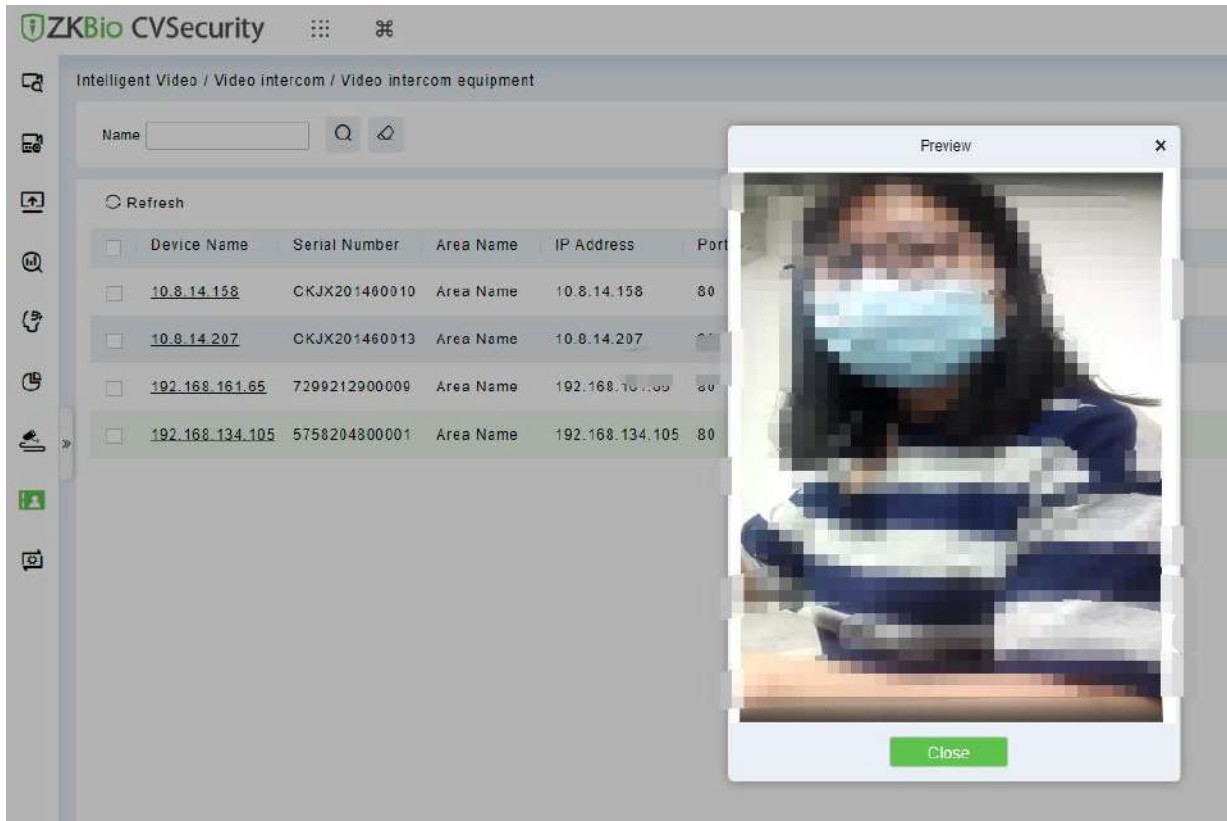 ZKBio CVSecurity
Intelligent Video / Video intercom / Video intercom equipment
Name
Preview
Refresh
Device Name Serial Number Area Name IP Address Port
10.8.14.158 CKJX201460010 Area Name 10.8.14.158 80
10.8.14.207 CKJX201460013 Area Name 10.8.14.207
192.168.161.65 7299212900009 Area Name
192.168.134.105 5758204800001 Area Name 192.168.134.105 80
Close